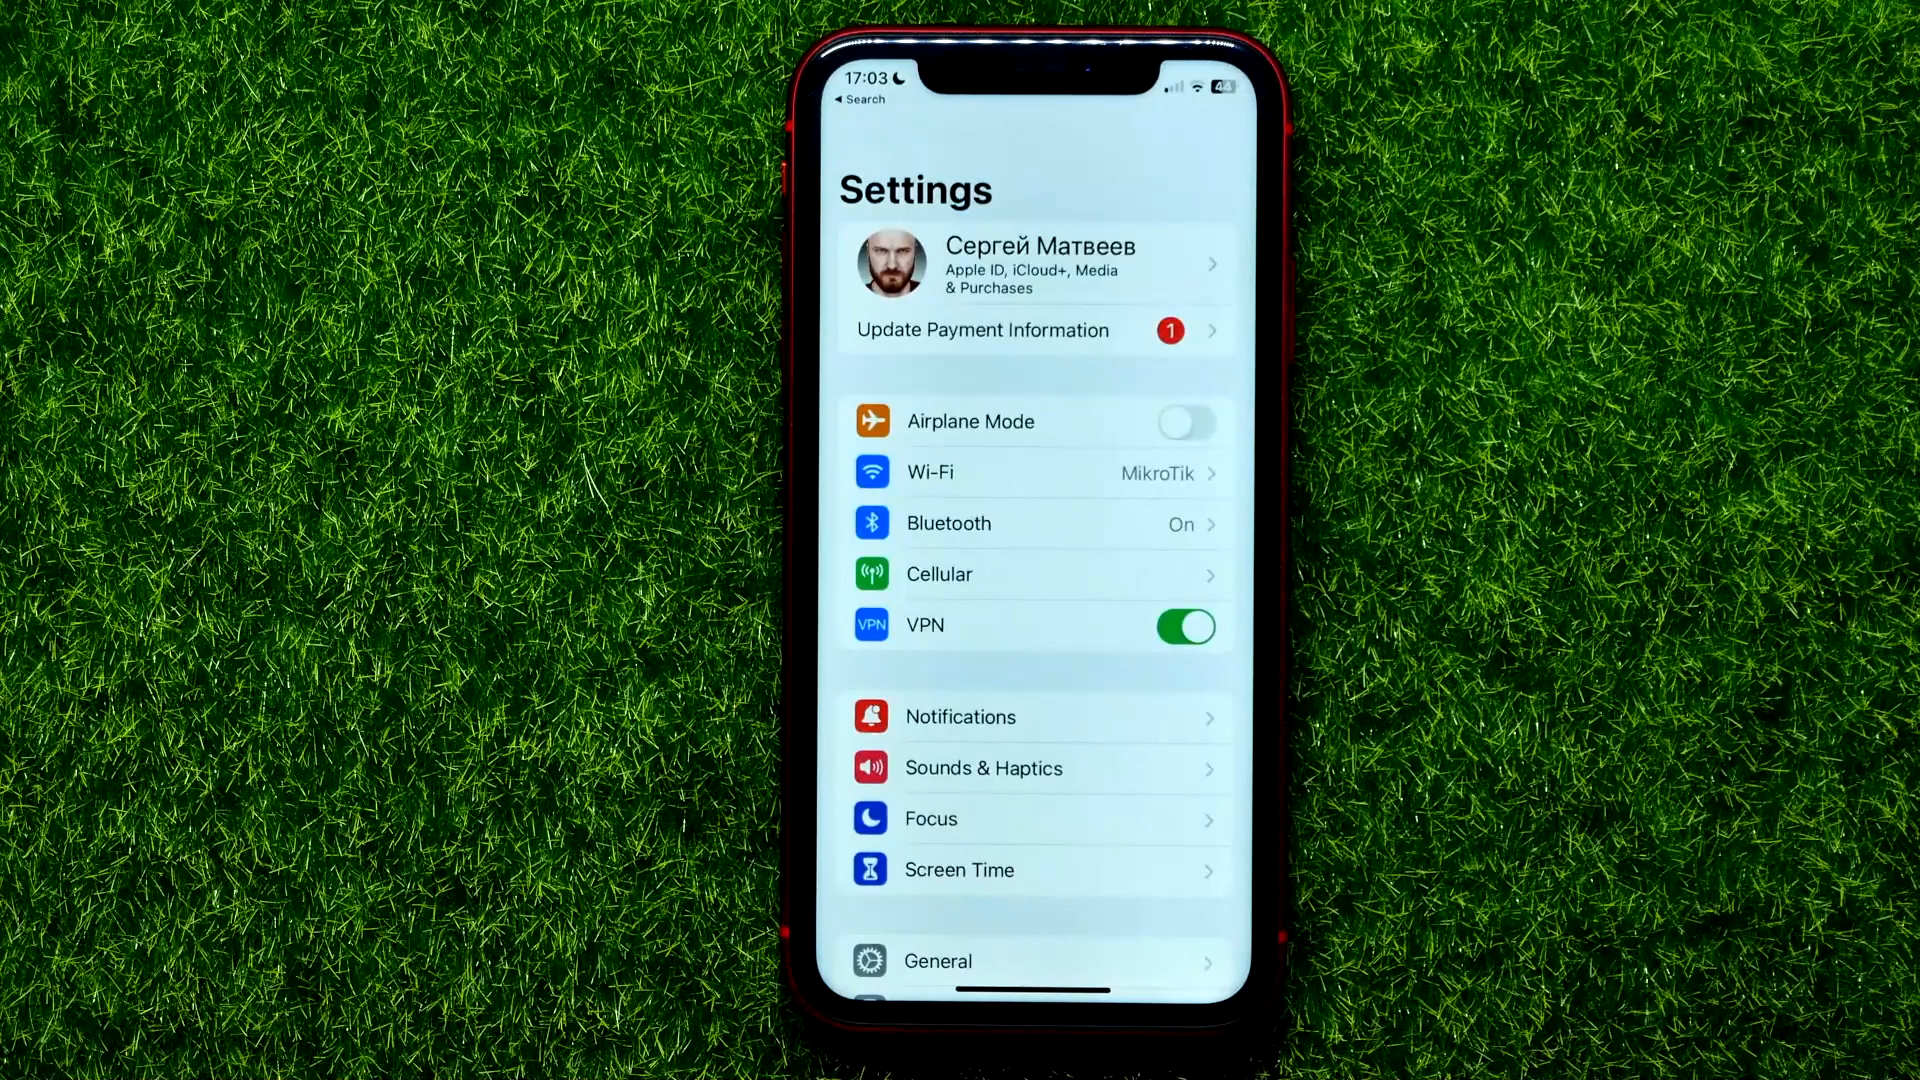 17:03
44
◀ Search
Settings
Сергей Матвеев
Apple ID, iCloud+, Media
& Purchases
Update Payment Information 1
Airplane Mode
Wi-Fi MikroTik
Bluetooth On
Cellular
VPN VPN
Notifications
Sounds & Haptics
Focus
Screen Time
General